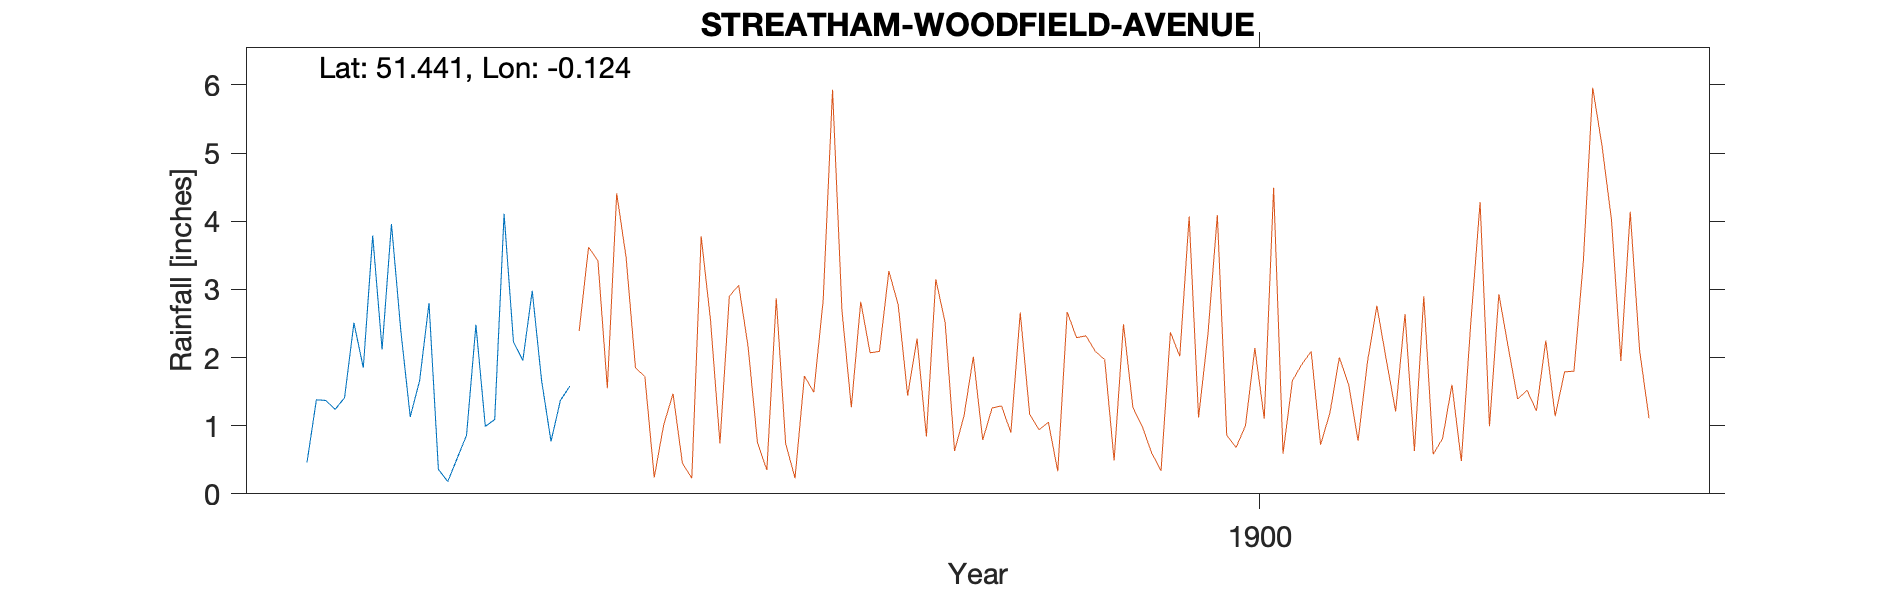 STREATHAM-WOODFIELD-AVENUE
Lat: 51.441, Lon: -0.124
6
5
4
3
2
1
0
Rainfall [inches]
1900
Year